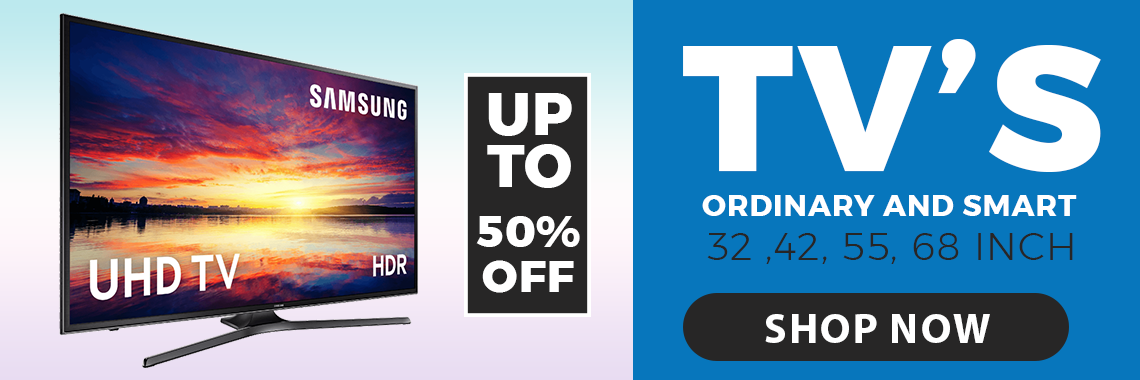 SAMSUNG
UHD TV
HDR
UP
TO
50%
OFF
TV'S
ORDINARY AND SMART
32 ,42, 55, 68 INCH
SHOP NOW